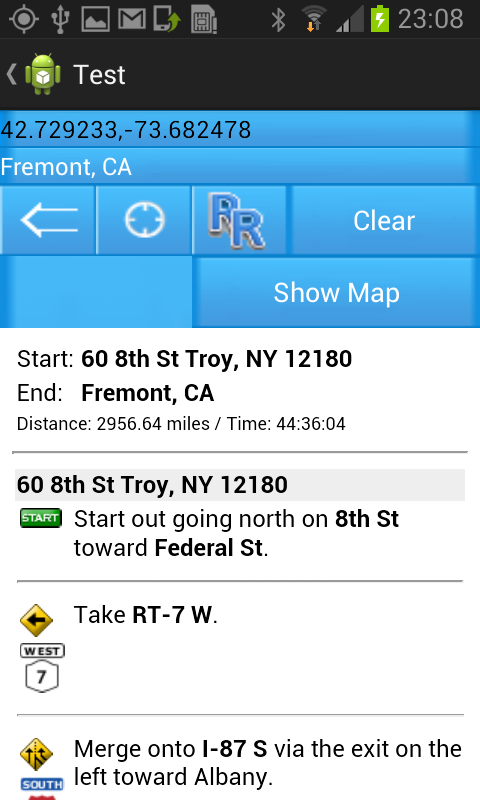 23:08
Test
42.729233,-73.682478
Fremont, CA
RR
Clear
Show Map
Start: 60 8th St Troy, NY 12180
End: Fremont, CA
Distance: 2956.64 miles / Time: 44:36:04
60 8th St Troy, NY 12180
START
Start out going north on 8th St
toward Federal St.
Take RT-7 W.
WEST
7
Merge onto I-87 S via the exit on the
left toward Albany.
SOUTH